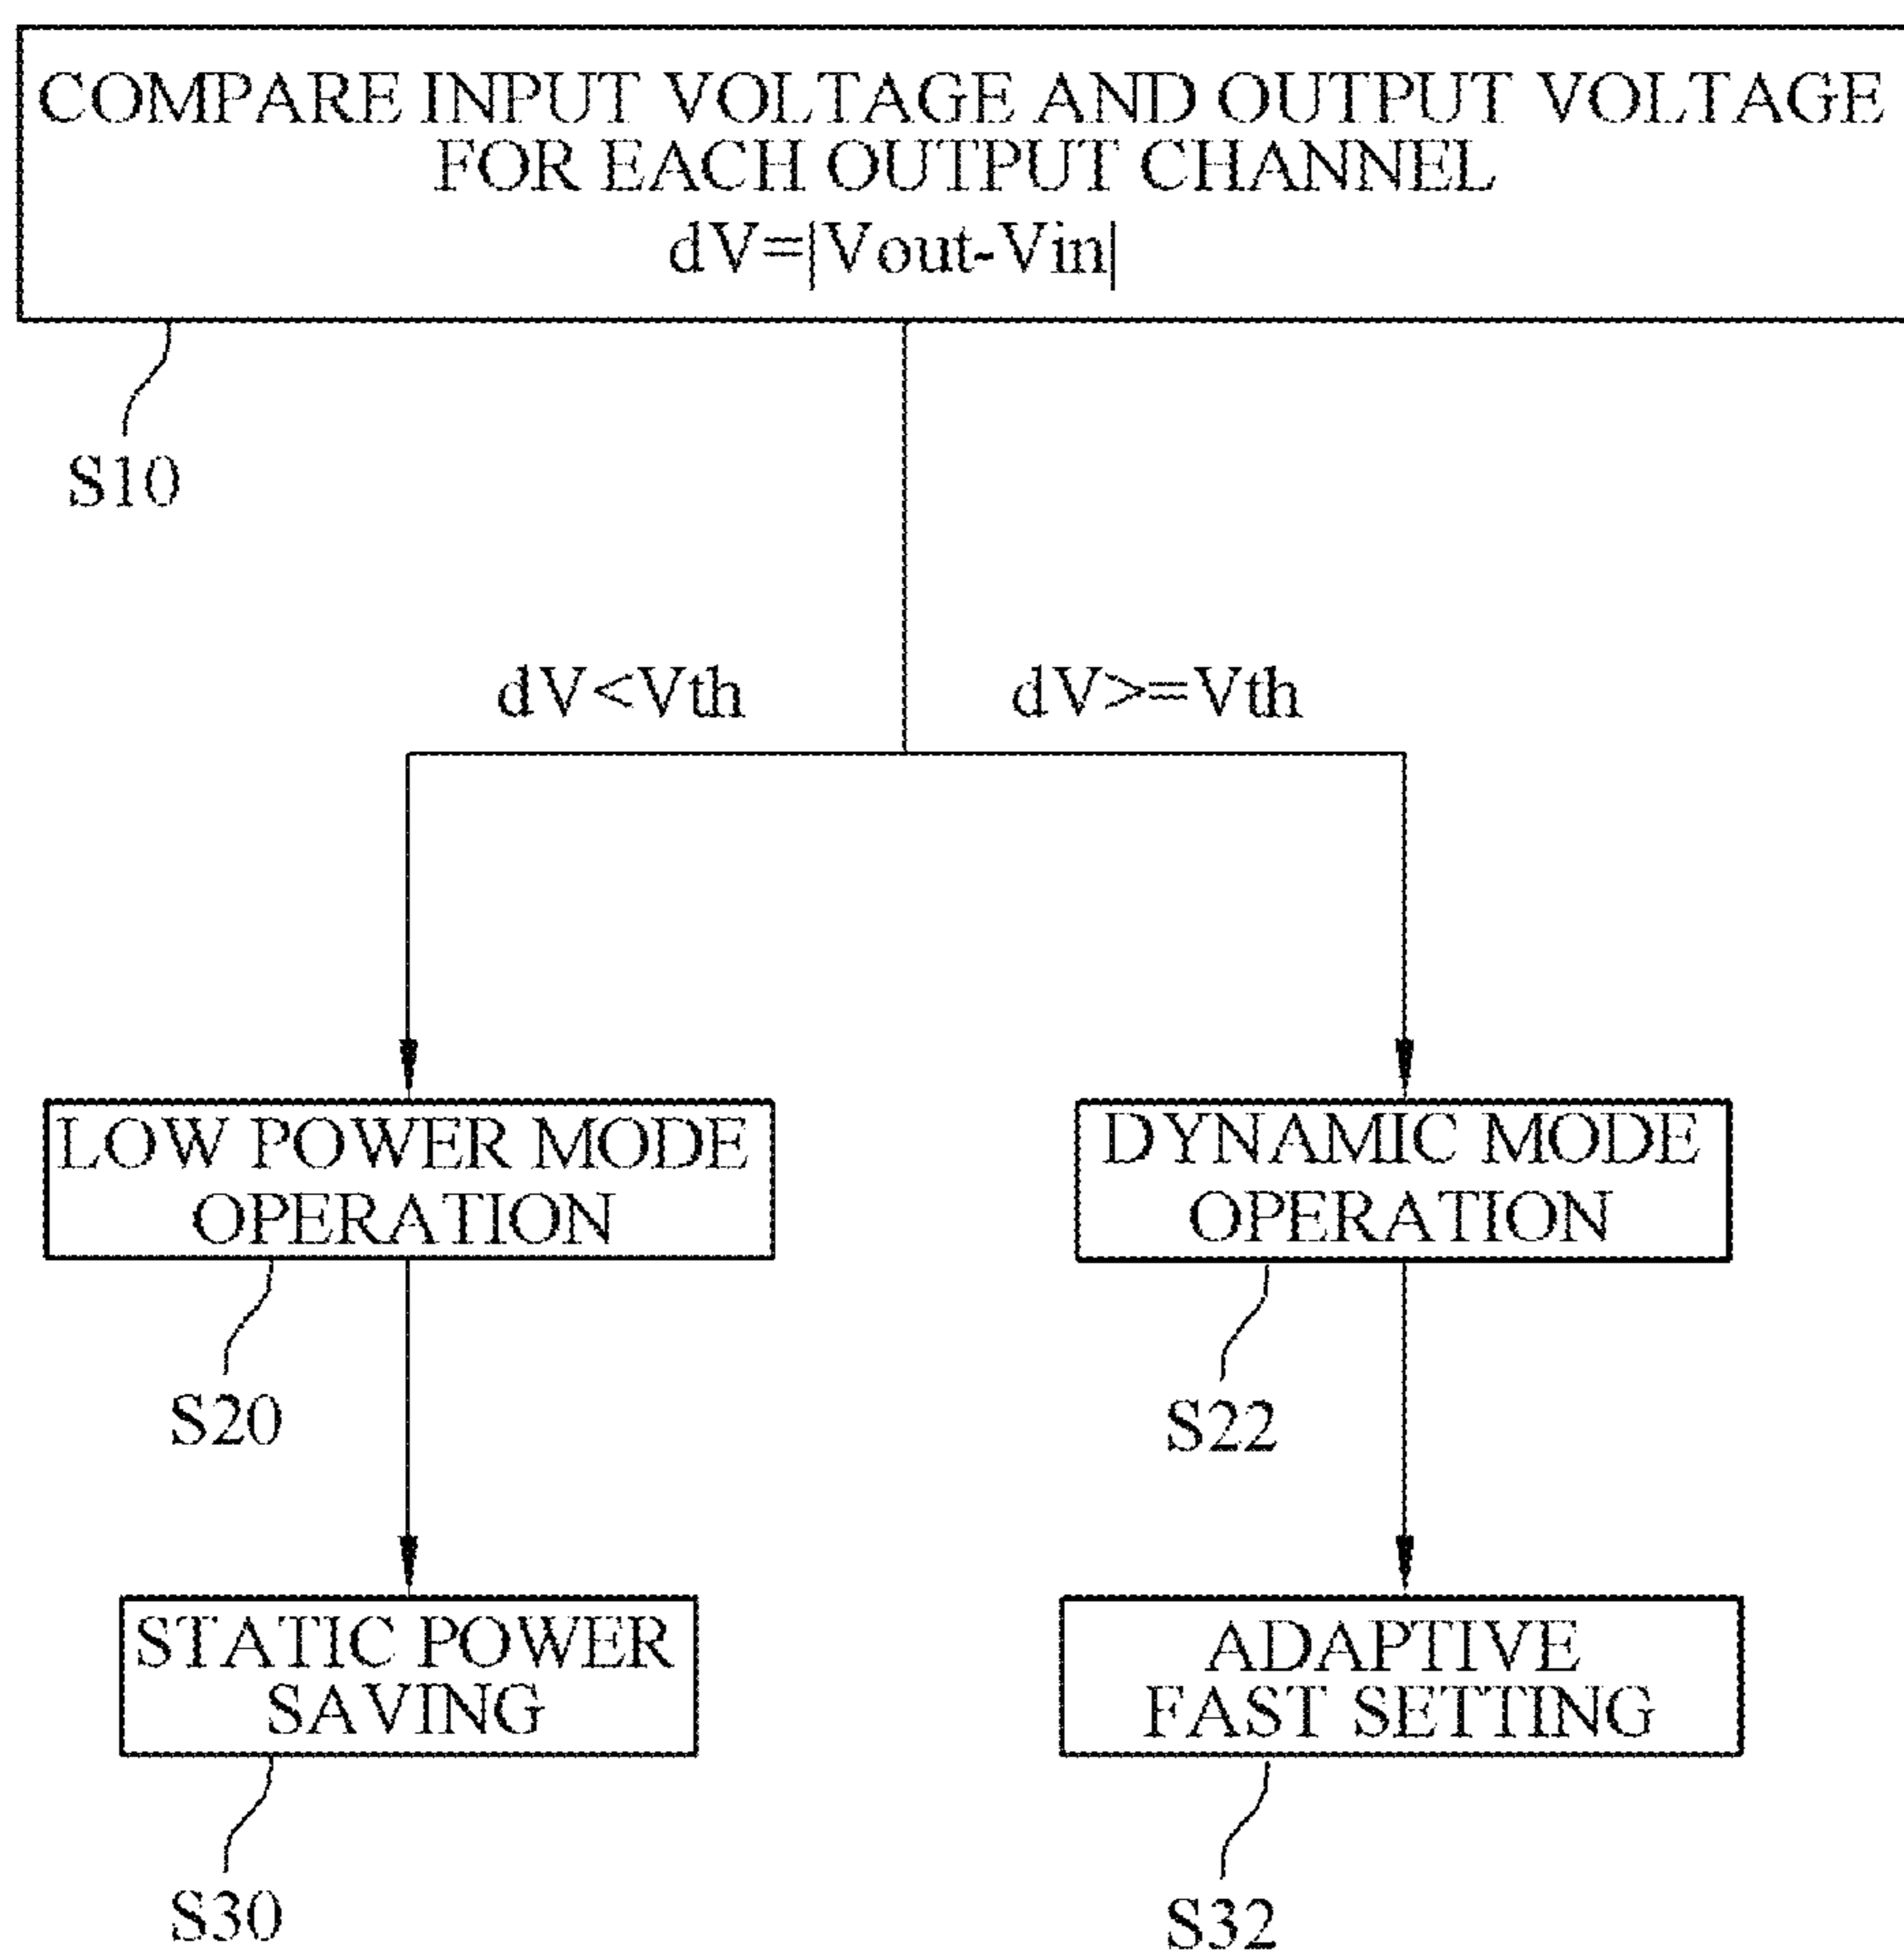 COMPARE INPUT VOLTAGE AND OUTPUT VOLTAGE
FOR EACH OUTPUT CHANNEL
dV=|Vout-Vin|
S10
dV<Vth
dV>=Vth
LOW POWER MODE
OPERATION
S20
DYNAMIC MODE
OPERATION
S22
STATIC POWER
SAVING
S30
ADAPTIVE
FAST SETTING
S32